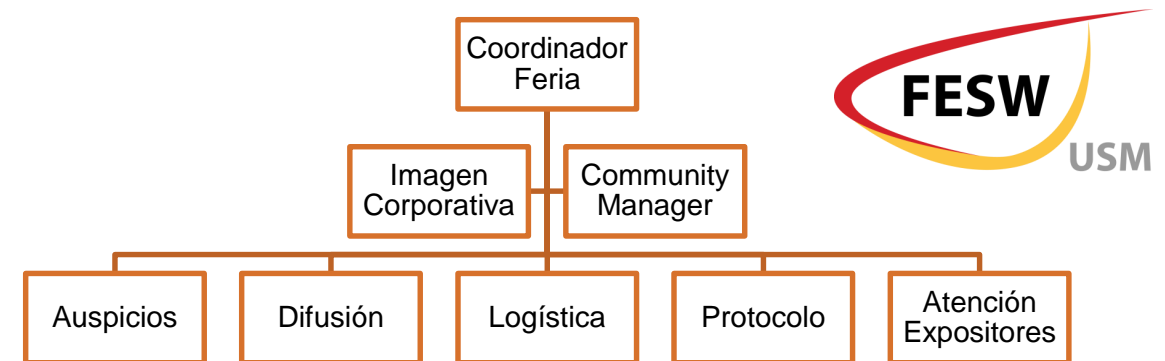 Coordinador
Feria
FESW
USM
Imagen
Corporativa
Community
Manager
Auspicios
Difusión
Logística
Protocolo
Atención
Expositores